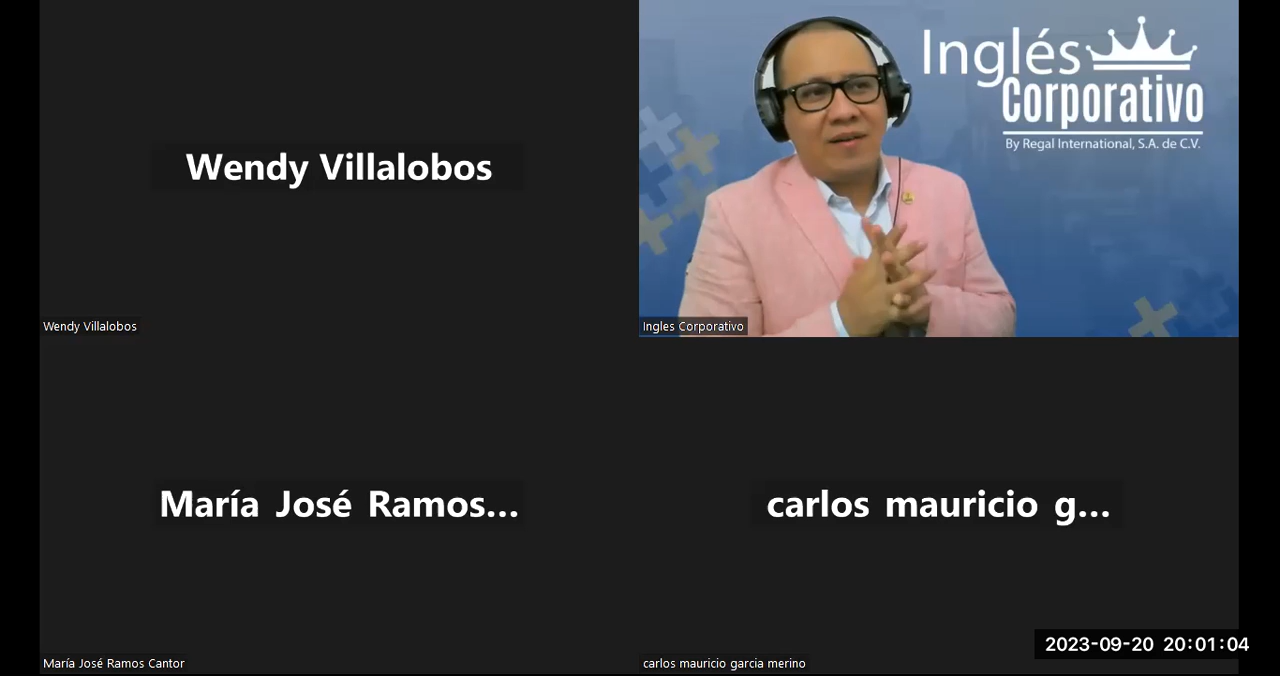 Wendy Villalobos
Wendy Villalobos
Inglés
Corporativo
By Regal International, S.A. de C.V.
Ingles Corporativo
María José Ramos...
María José Ramos Cantor
carlos mauricio g...
carlos mauricio garcia merino
2023-09-20 20:01:04